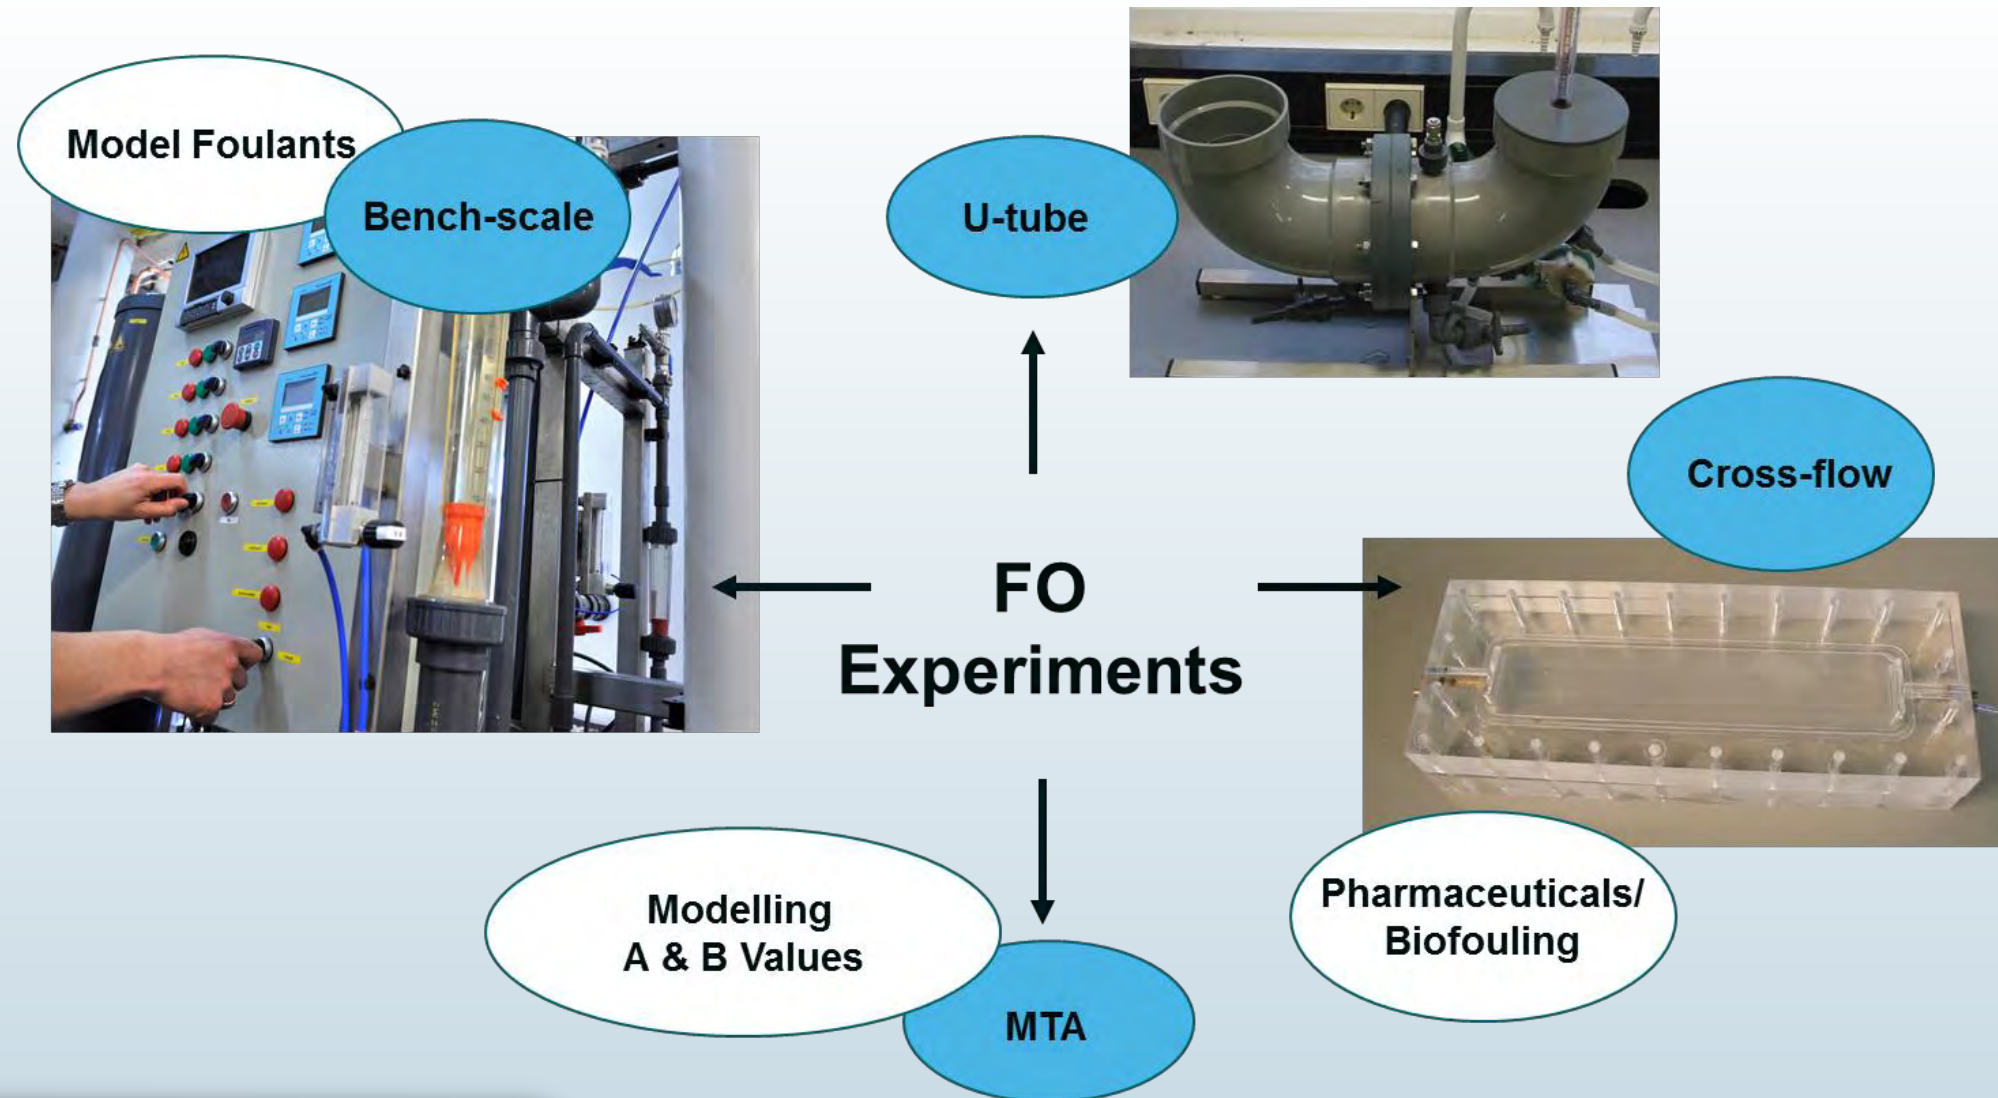 Model Foulants
Bench-scale
U-tube
Cross-flow
FO
Experiments
Pharmaceuticals/
Biofouling
Modelling
A & B Values
MTA